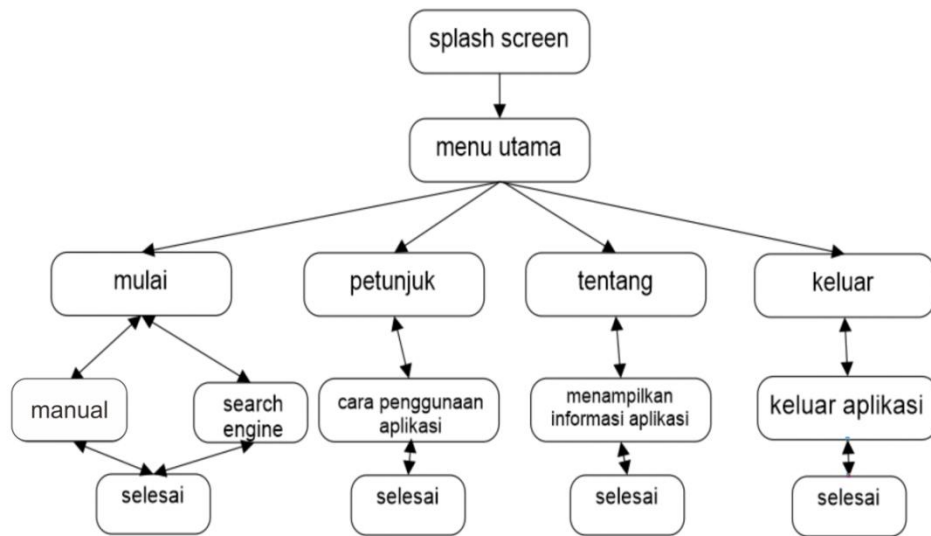 splash screen
menu utama
mulai
petunjuk
tentang
keluar
manual
search
engine
cara penggunaan
aplikasi
menampilkan
informasi aplikasi
keluar aplikasi
selesai
selesai
selesai
selesai